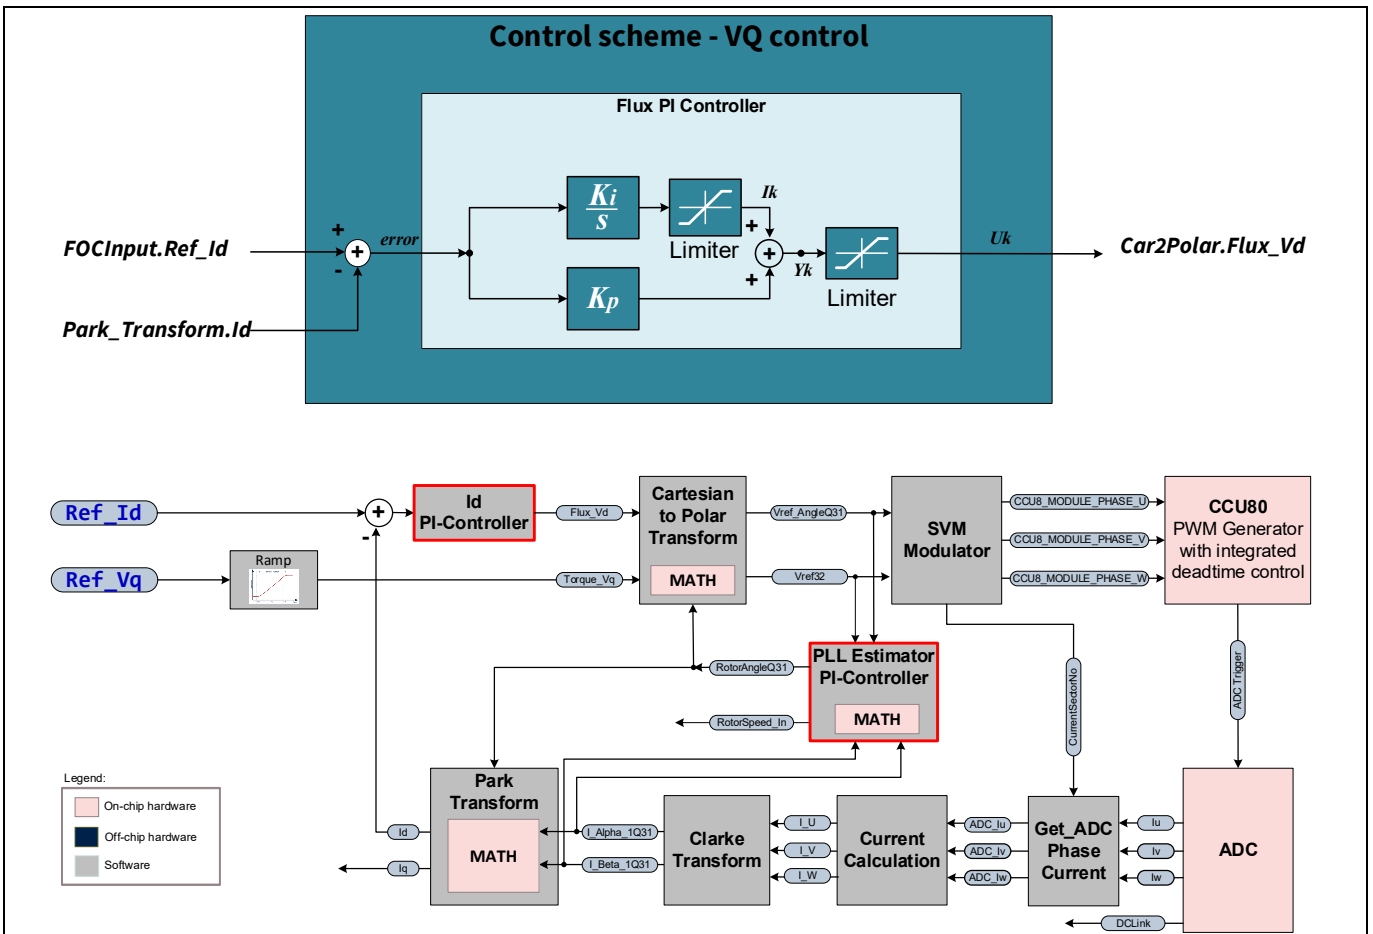 Control scheme - VQ control
Flux PI Controller
Ki
s
Limiter
Ik
+
+
Yk
Kp
Limiter
Uk
+
-
+
error
FOCInput.Ref_Id
Park_Transform.Id
Car2Polar.Flux_Vd
Ref_Id
+
-
Id
PI-Controller
Flux_Vd
Cartesian
to Polar
Transform
MATH
Vref_AngleQ31
Vref32
SVM
Modulator
CCU8_MODULE_PHASE_U
CCU8_MODULE_PHASE_V
CCU8_MODULE_PHASE_W
CCU80
PWM Generator
with integrated
deadtime control
Ref_Vq
Ramp
Torque_Vq
PLL Estimator
PI-Controller
MATH
RotorAngleQ31
RotorSpeed_In
CurrentSectorNo
ADC Trigger
Legend:
On-chip hardware
Off-chip hardware
Software
Park
Transform
MATH
Id
Iq
I_Alpha_1Q31
I_Beta_1Q31
Clarke
Transform
I_U
I_V
I_W
Current
Calculation
ADC_Iu
ADC_Iv
ADC_Iw
Get_ADC
Phase
Current
Iu
Iv
Iw
ADC
DCLink